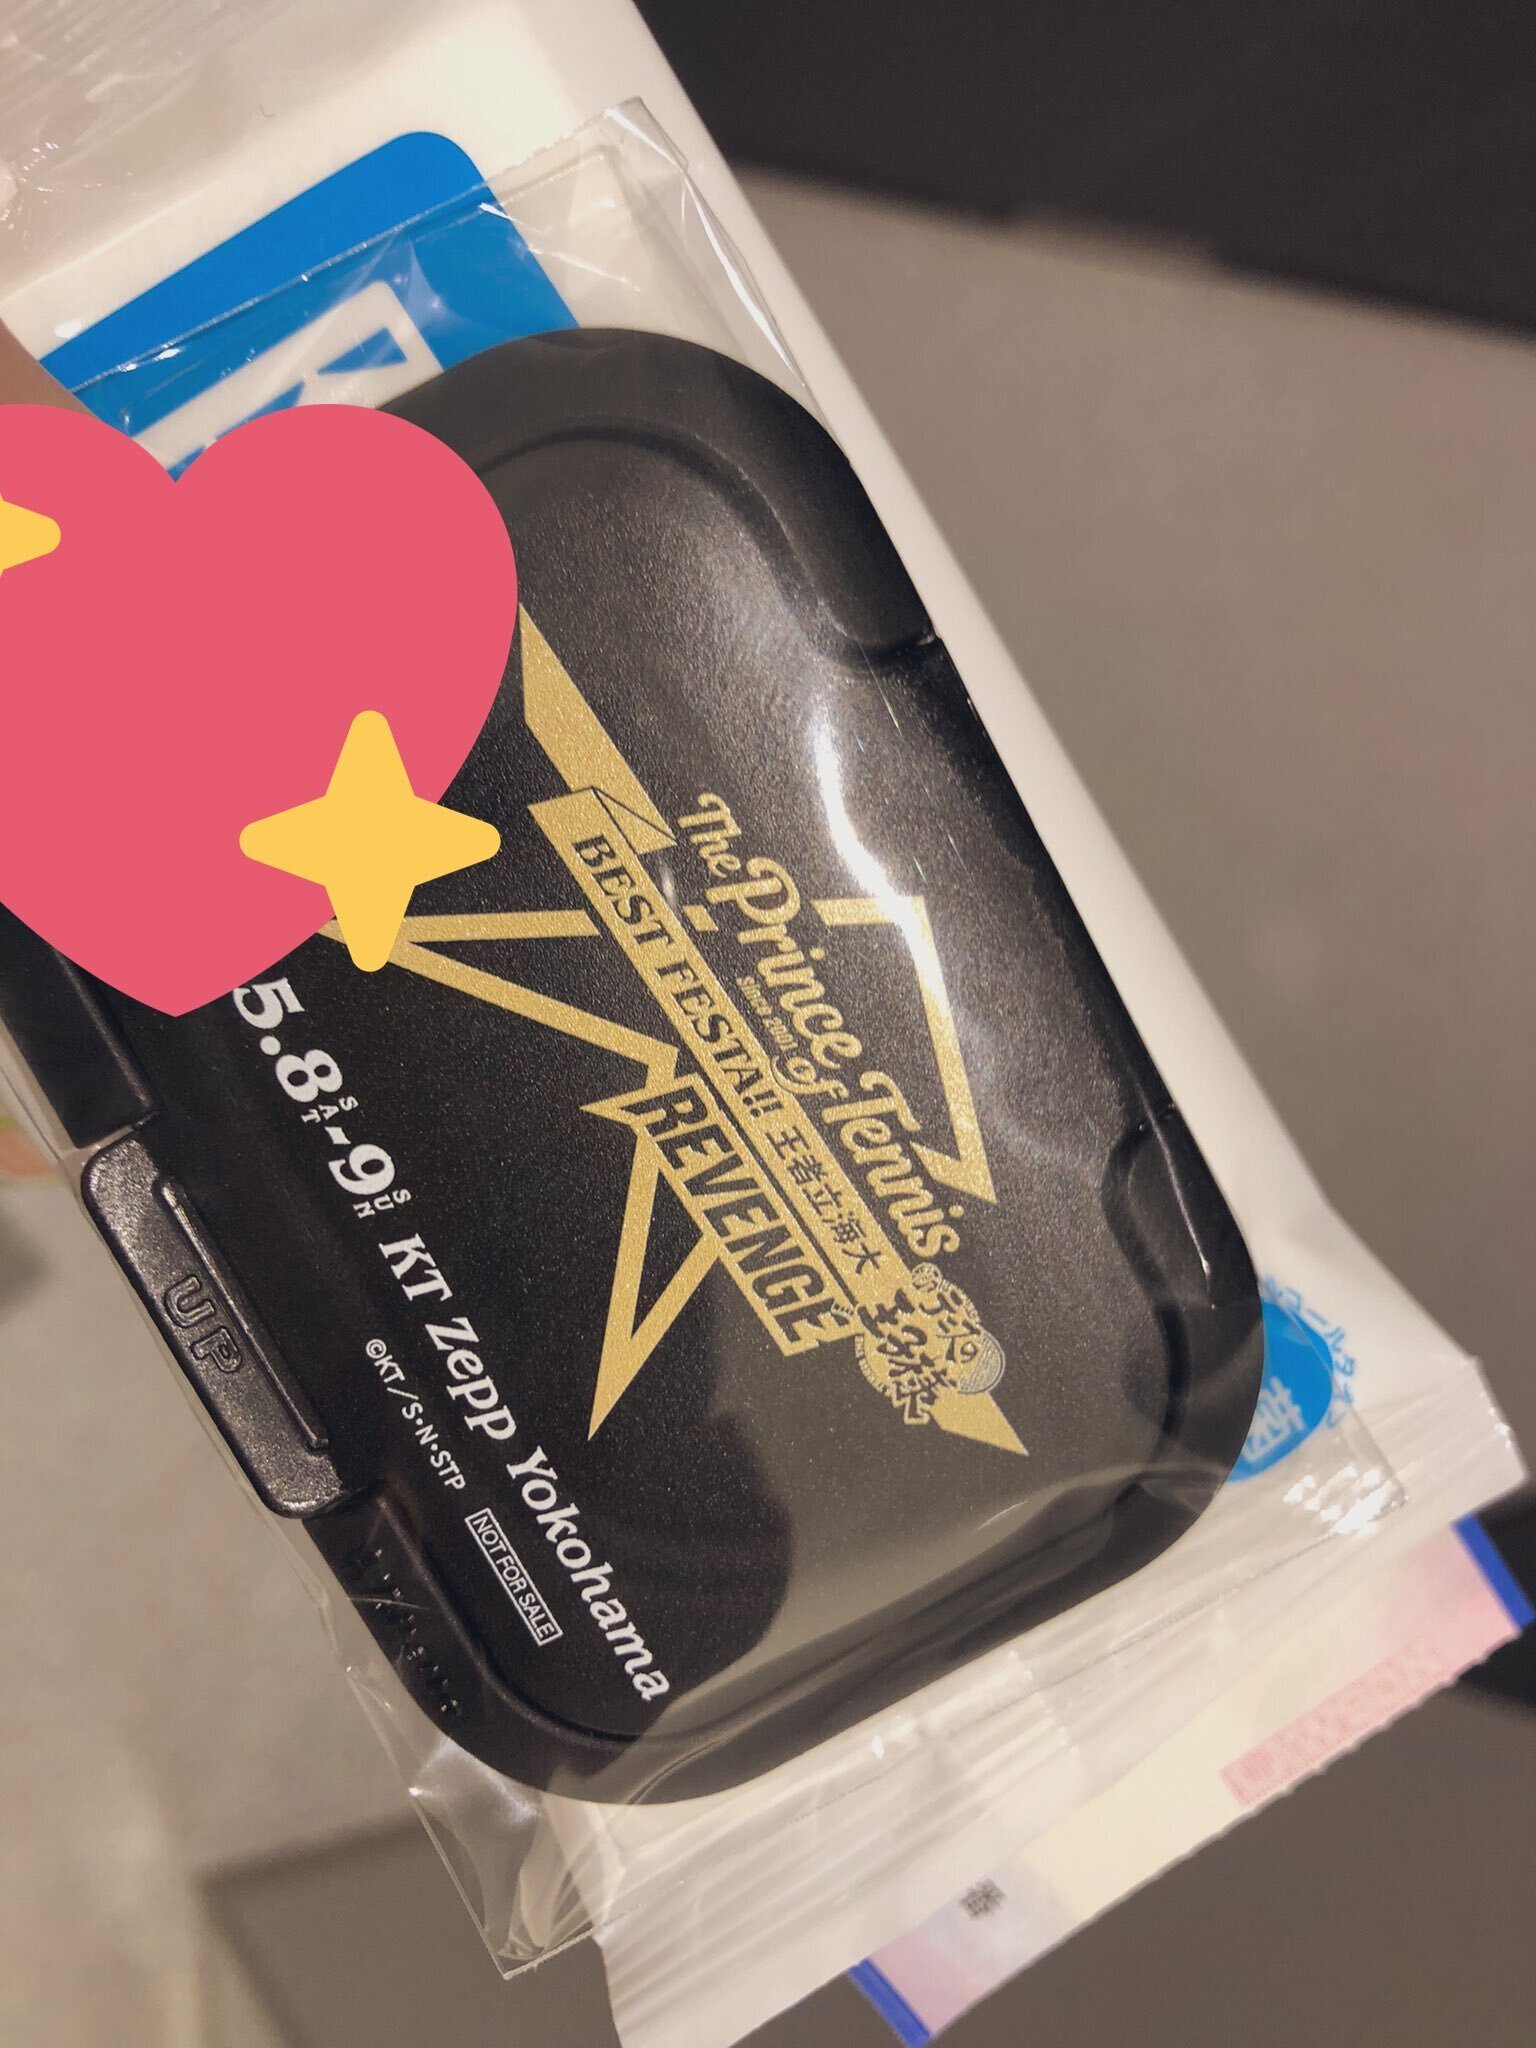 The Prince of Tennis
Since 2001
BEST FESTA!! 王者立海大
REVENGE
新テニスの王子様
5.8SAT-9SUN KT Zepp Yokohama
©KT/S・N・STP
NOT FOR SALE
UP